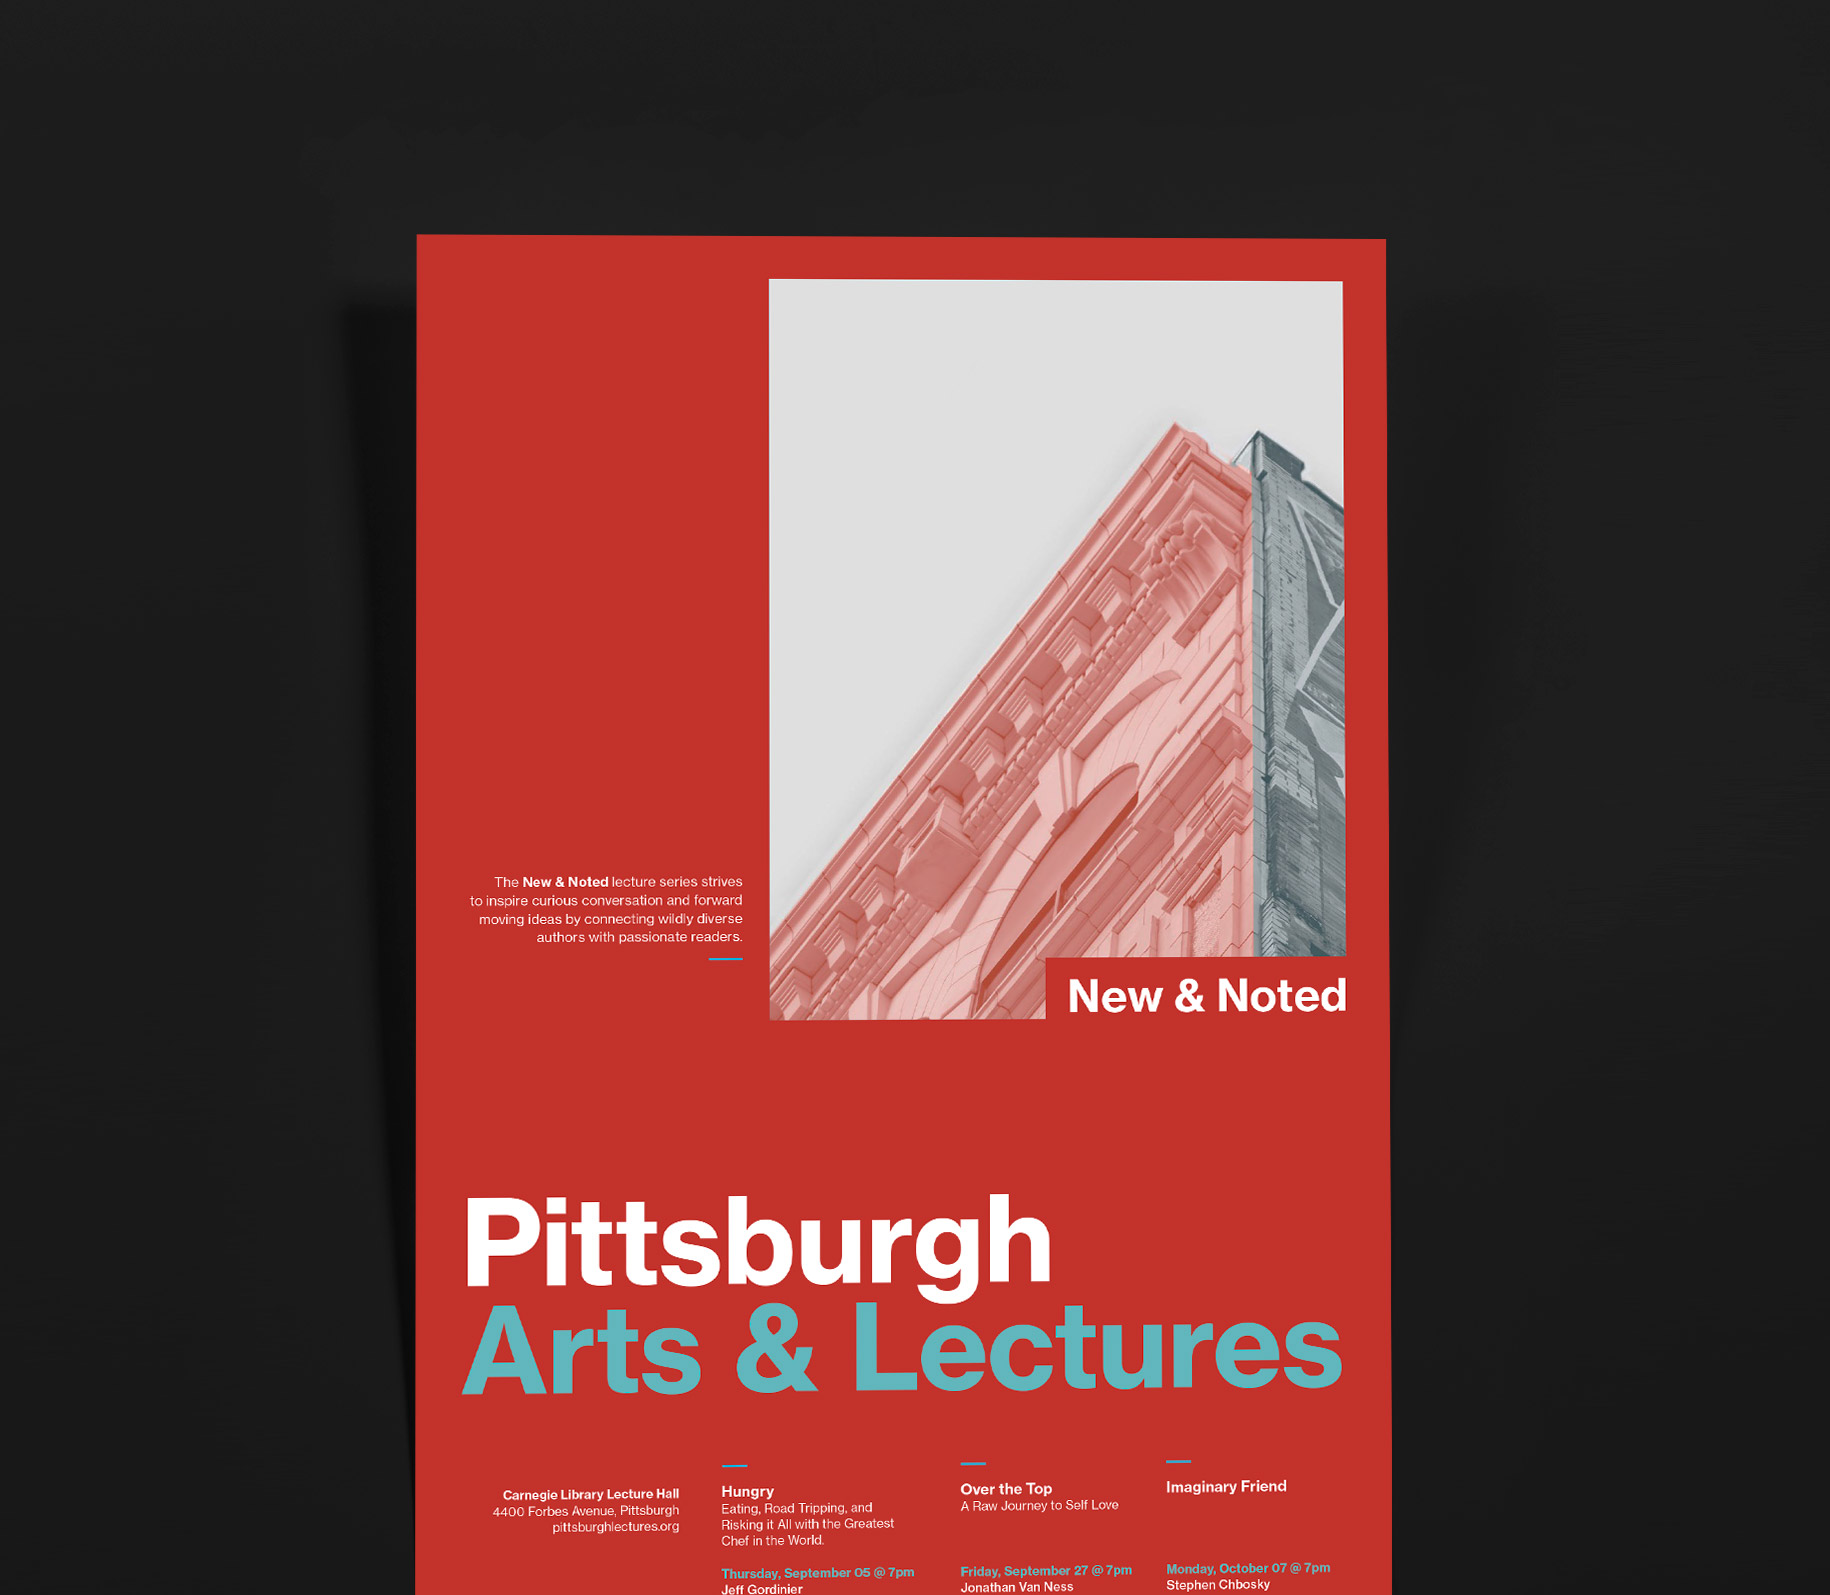 The New & Noted lecture series strives
to inspire curious conversation and forward
moving ideas by connecting wildly diverse
authors with passionate readers.
New & Noted
Pittsburgh
Arts & Lectures
Carnegie Library Lecture Hall
4400 Forbes Avenue, Pittsburgh
pittsburghlectures.org
Hungry
Eating, Road Tripping, and
Risking it All with the Greatest
Chef in the World.
Thursday, September 05 @ 7pm
Jeff Gordinier
Over the Top
A Raw Journey to Self Love
Friday, September 27 @ 7pm
Jonathan Van Ness
Imaginary Friend
Monday, October 07 @ 7pm
Stephen Chbosky